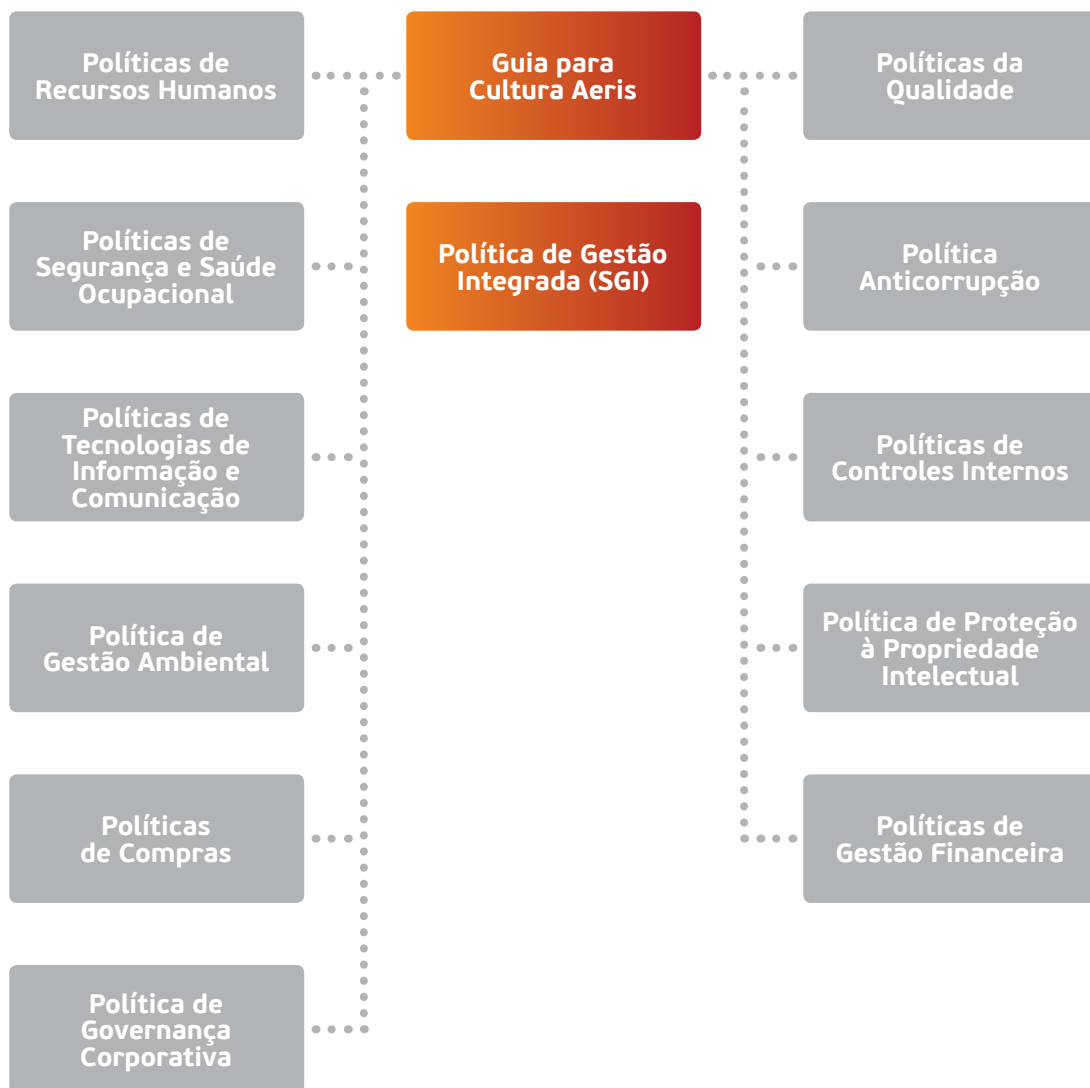 Políticas de
Recursos Humanos
Guia para
Cultura Aeris
Políticas da
Qualidade
Políticas de
Segurança e Saúde
Ocupacional
Política de Gestão
Integrada (SGI)
Política
Anticorrupção
Políticas de
Tecnologias de
Informação e
Comunicação
Políticas de
Controles Internos
Política de
Gestão Ambiental
Política de Proteção
à Propriedade
Intelectual
Políticas
de Compras
Políticas de
Gestão Financeira
Política de
Governança
Corporativa